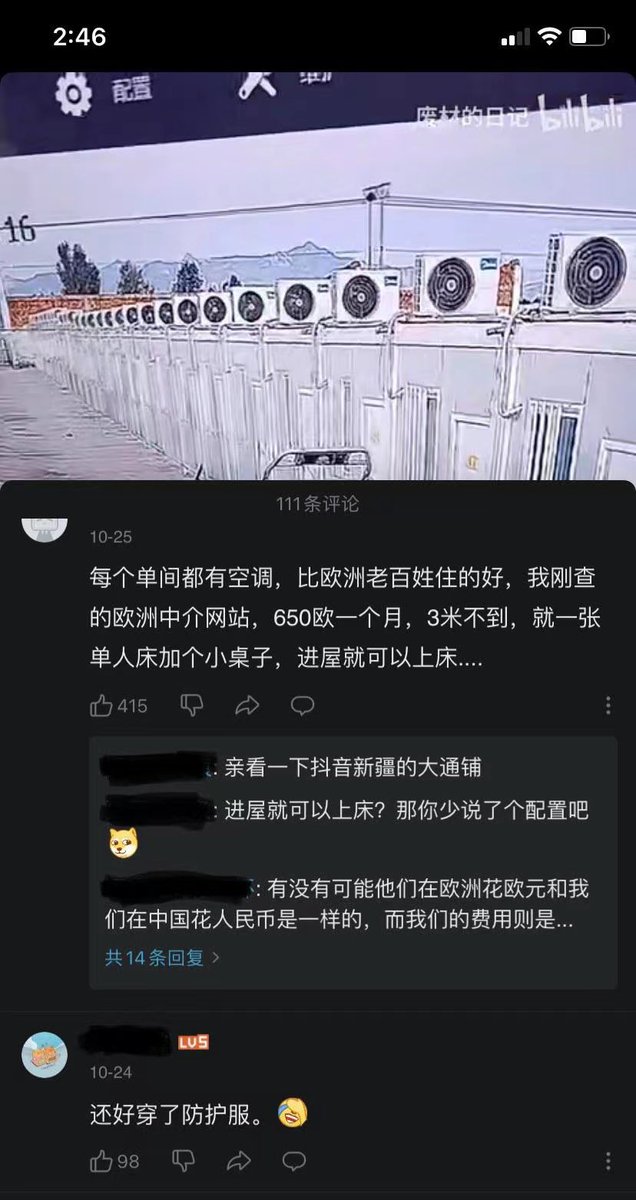 2:46
配置
维护
废材的日记 bilibili
16
111条评论
10-25
每个单间都有空调，比欧洲老百姓住的好，我刚查
的欧洲中介网站，650欧一个月，3米不到，就一张
单人床加个小桌子，进屋就可以上床....
415
: 亲看一下抖音新疆的大通铺
: 进屋就可以上床？那你少说了个配置吧
: 有没有可能他们在欧洲花欧元和我
们在中国花人民币是一样的，而我们的费用则是...
共14条回复 >
LV5
10-24
还好穿了防护服。
98